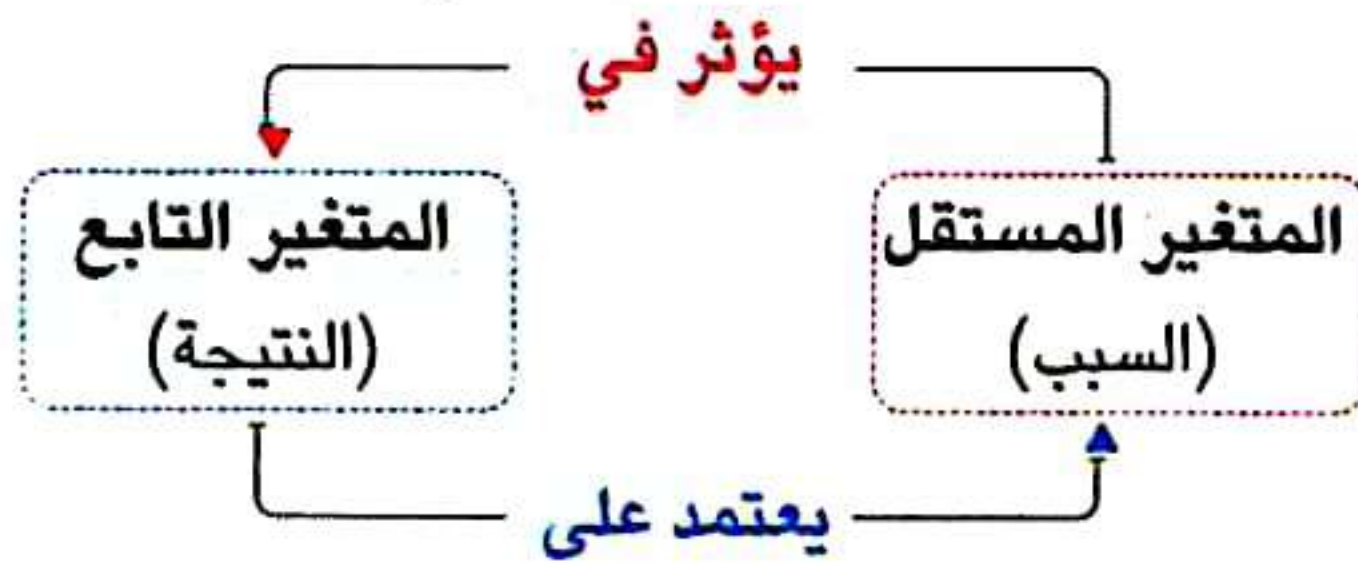 يؤثر في
المتغير المستقل
(السبب)
المتغير التابع
(النتيجة)
يعتمد على